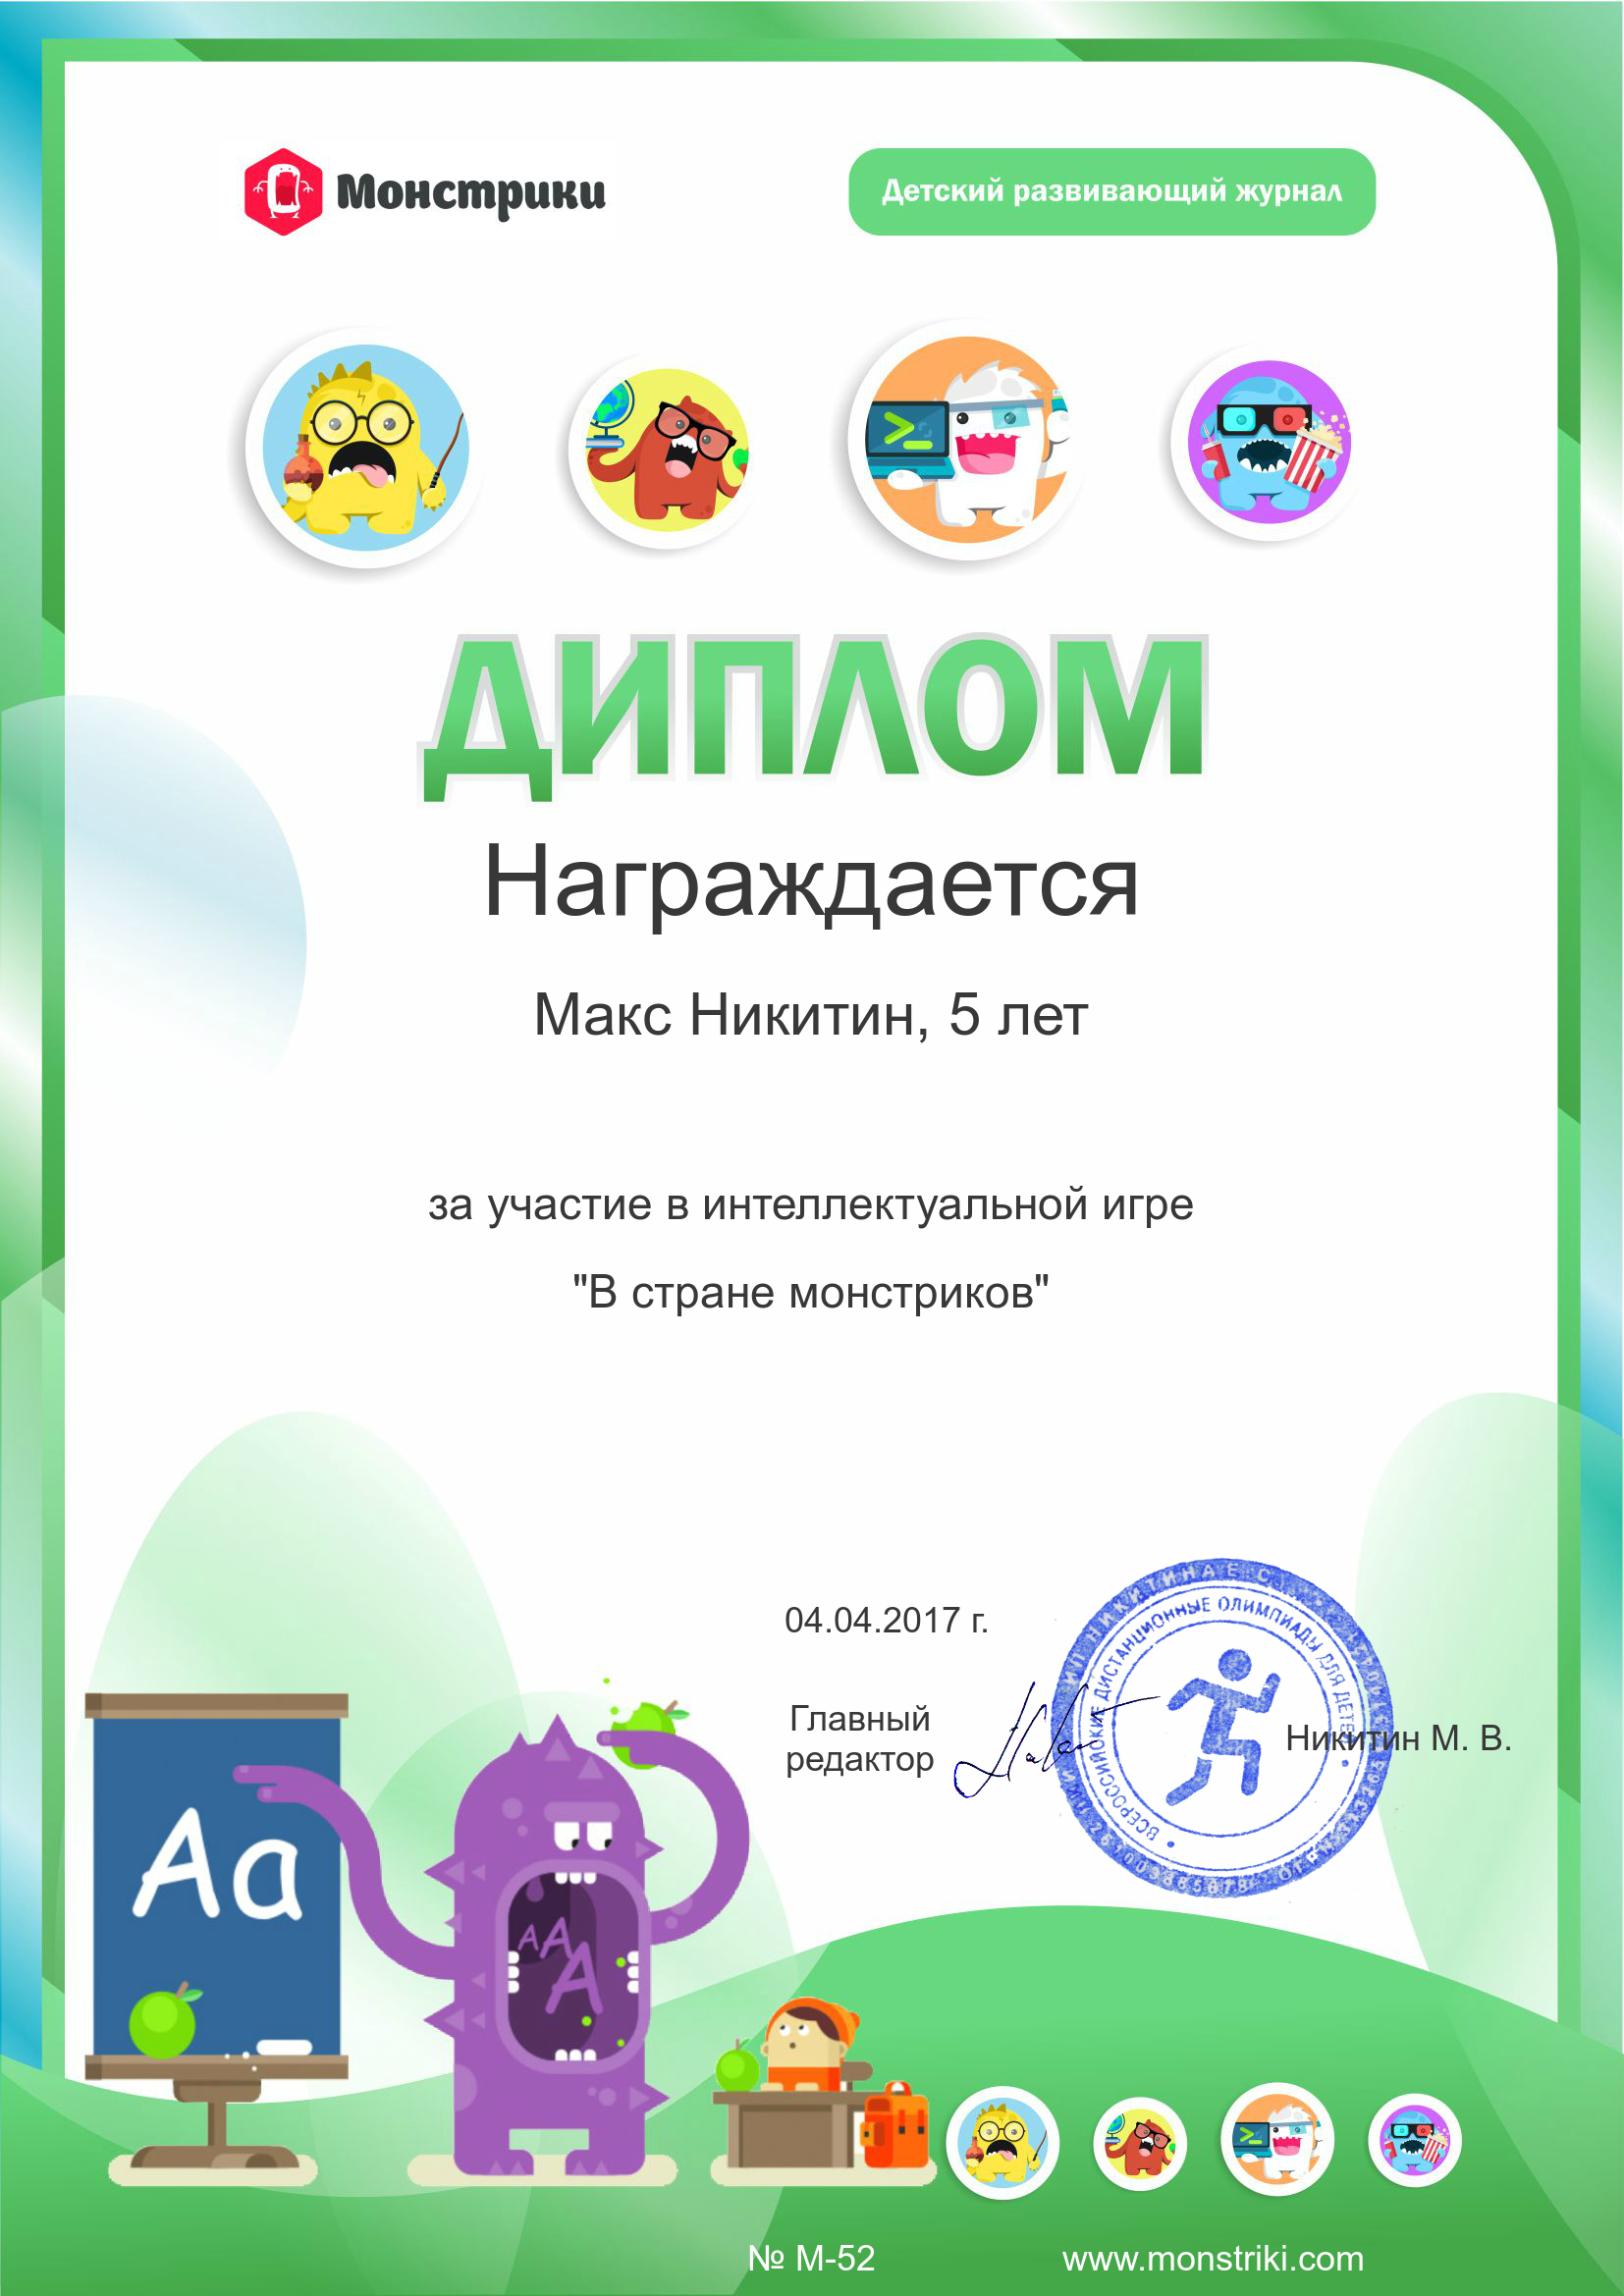 Монстрики
Детский развивающий журнал
ДИПЛОМ
Награждается
Макс Никитин, 5 лет
за участие в интеллектуальной игре
"В стране монстриков"
04.04.2017 г.
Главный
редактор
Никитин М. В.
ВСЕРОССИЙСКИЕ ДИСТАНЦИОННЫЕ ОЛИМПИАДЫ ДЛЯ ДЕТЕЙ
Aa
AAA
№ М-52
www.monstriki.com